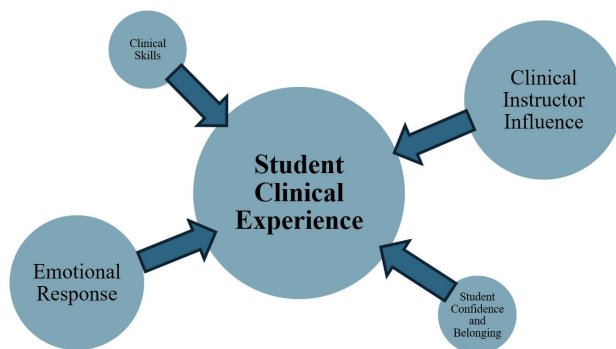 Clinical
Skills
Clinical
Instructor
Influence
Student
Clinical
Experience
Emotional
Response
Student
Confidence
and
Belonging